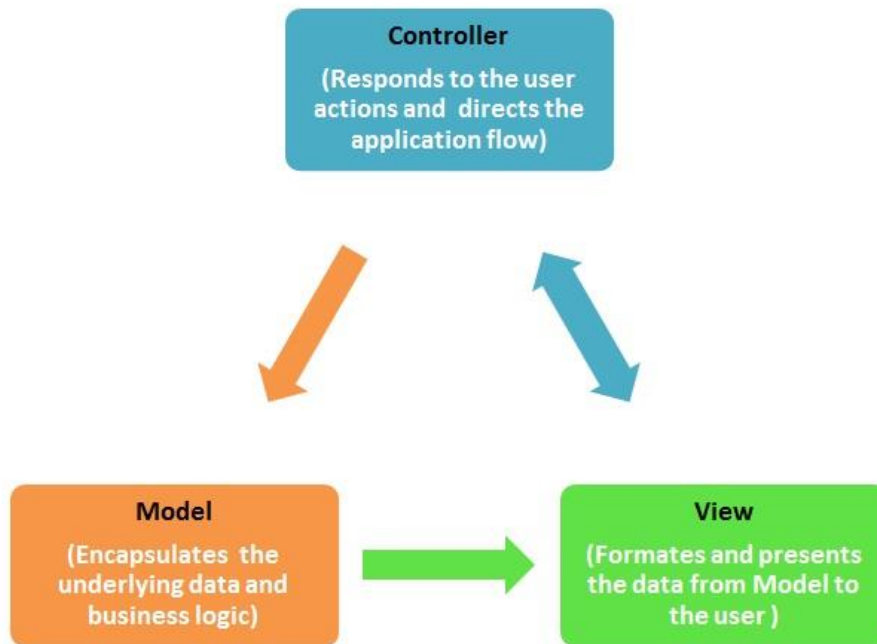 Controller
(Responds to the user
actions and directs the
application flow)
Model
(Encapsulates the
underlying data and
business logic)
View
(Formates and presents
the data from Model to
the user )